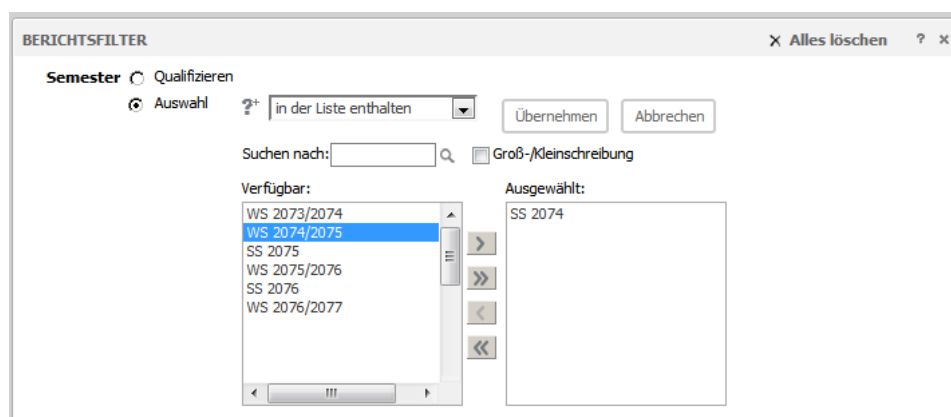 BERICHTSFILTER
X Alles löschen ? x
Semester Qualifizieren
Auswahl ?+ in der Liste enthalten Übernehmen Abbrechen
Suchen nach: Groß-/Kleinschreibung
Verfügbar: Ausgewählt:
WS 2073/2074 SS 2074
WS 2074/2075
SS 2075
WS 2075/2076
SS 2076
WS 2076/2077